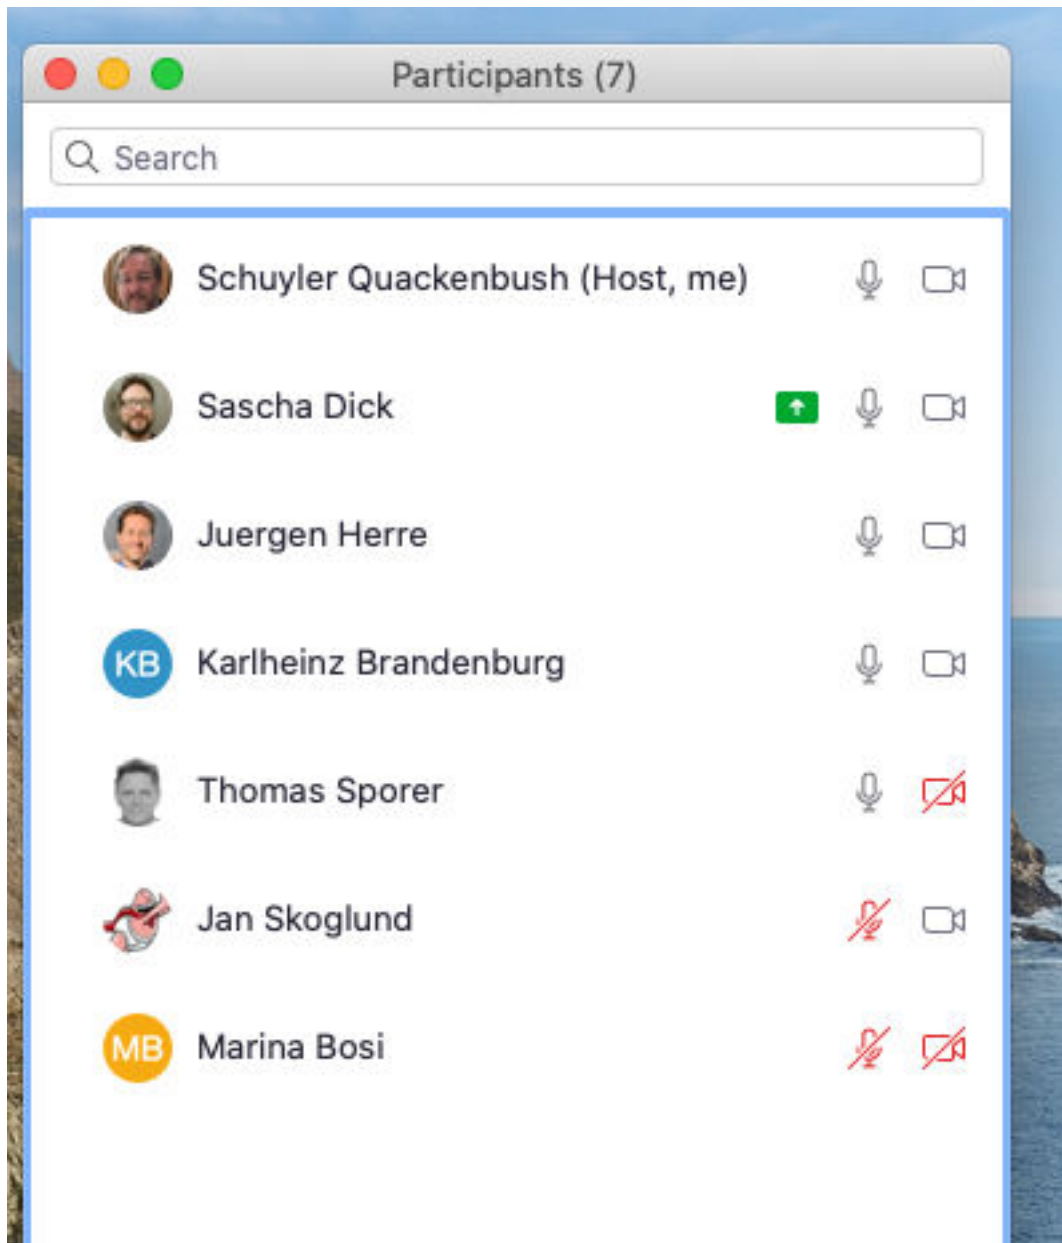 Participants (7)
Search
Schuyler Quackenbush (Host, me)
Sascha Dick
Juergen Herre
KB Karlheinz Brandenburg
Thomas Sporer
Jan Skoglund
MB Marina Bosi